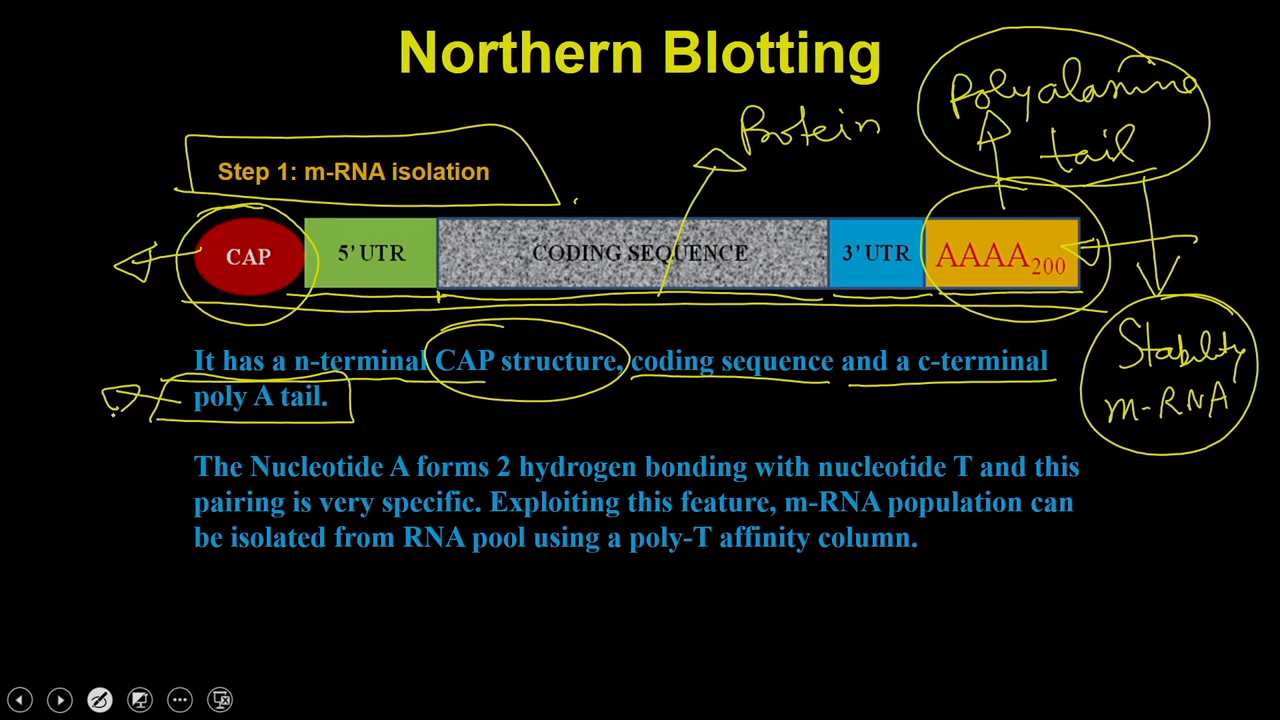 Northern Blotting
Polyalamine
tail
Protein
Step 1: m-RNA isolation
CAP
5' UTR
CODING SEQUENCE
3' UTR
AAAA200
It has a n-terminal CAP structure, coding sequence and a c-terminal
poly A tail.
Stability
m-RNA
The Nucleotide A forms 2 hydrogen bonding with nucleotide T and this
pairing is very specific. Exploiting this feature, m-RNA population can
be isolated from RNA pool using a poly-T affinity column.